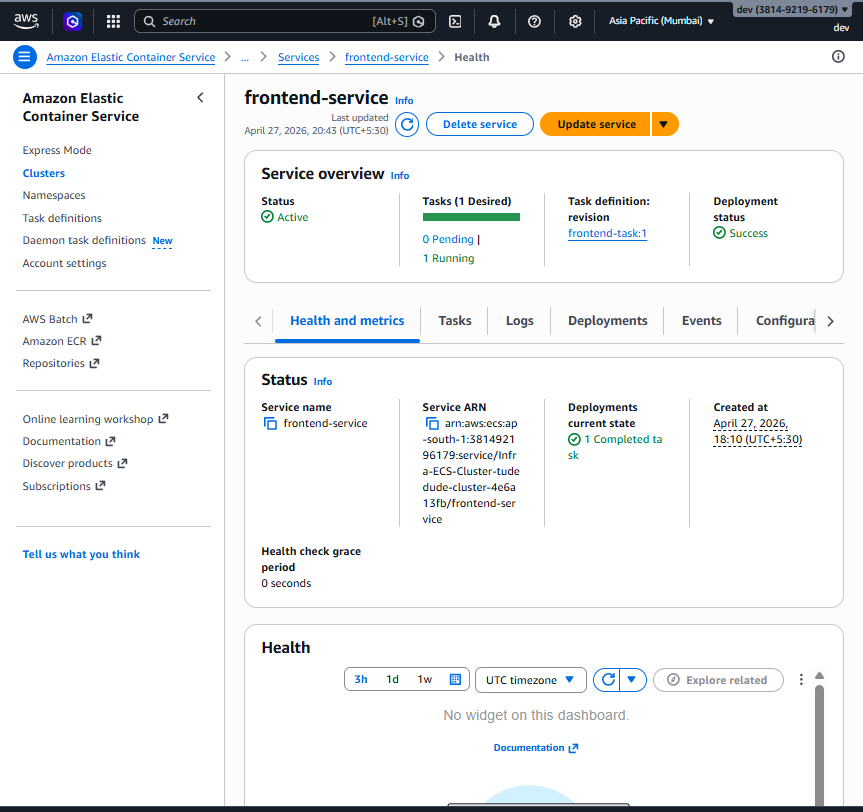 aws
Search
[Alt+S]
Asia Pacific (Mumbai)
dev (3814-9219-6179)
dev
Amazon Elastic Container Service
...
Services
frontend-service
Health
Amazon Elastic
Container Service
Express Mode
Clusters
Namespaces
Task definitions
Daemon task definitions New
Account settings
AWS Batch
Amazon ECR
Repositories
Online learning workshop
Documentation
Discover products
Subscriptions
Tell us what you think
frontend-service Info
Last updated
April 27, 2026, 20:43 (UTC+5:30)
Delete service
Update service
Service overview Info
Status
Active
Tasks (1 Desired)
0 Pending |
1 Running
Task definition:
revision
frontend-task:1
Deployment
status
Success
Health and metrics
Tasks
Logs
Deployments
Events
Configura
Status Info
Service name
frontend-service
Service ARN
arn:aws:ecs:ap
-south-1:3814921
96179:service/Infr
a-ECS-Cluster-tude
dude-cluster-4e6a
13fb/frontend-ser
vice
Deployments
current state
1 Completed ta
sk
Created at
April 27, 2026,
18:10 (UTC+5:30)
Health check grace
period
0 seconds
Health
3h
1d
1w
UTC timezone
Explore related
No widget on this dashboard.
Documentation